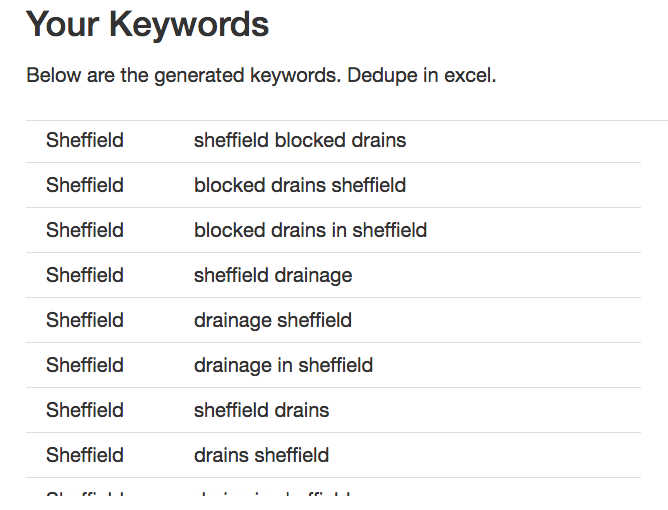 Your Keywords
Below are the generated keywords. Dedupe in excel.
Sheffield sheffield blocked drains
Sheffield blocked drains sheffield
Sheffield blocked drains in sheffield
Sheffield sheffield drainage
Sheffield drainage sheffield
Sheffield drainage in sheffield
Sheffield sheffield drains
Sheffield drains sheffield